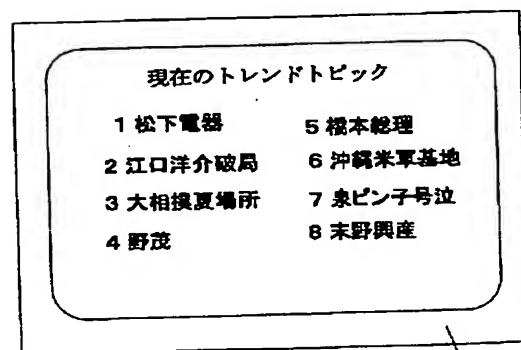 現在のトレンドトピック
1 松下電器
2 江口洋介破局
3 大相撲夏場所
4 野茂
5 橋本総理
6 沖縄米軍基地
7 泉ピン子号泣
8 末野興産